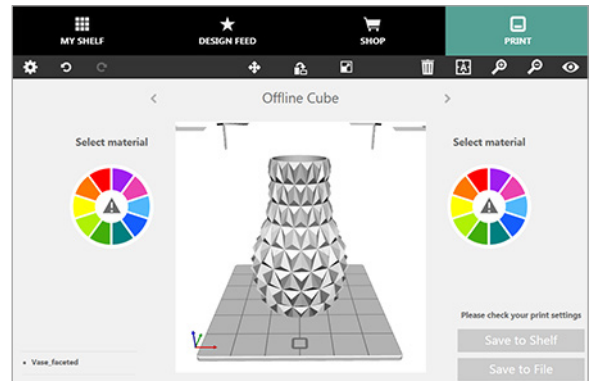 MY SHELF
DESIGN FEED
SHOP
PRINT
A
< Offline Cube >
Select material
Select material
Please check your print settings
Save to Shelf
Save to File
• Vase_faceted